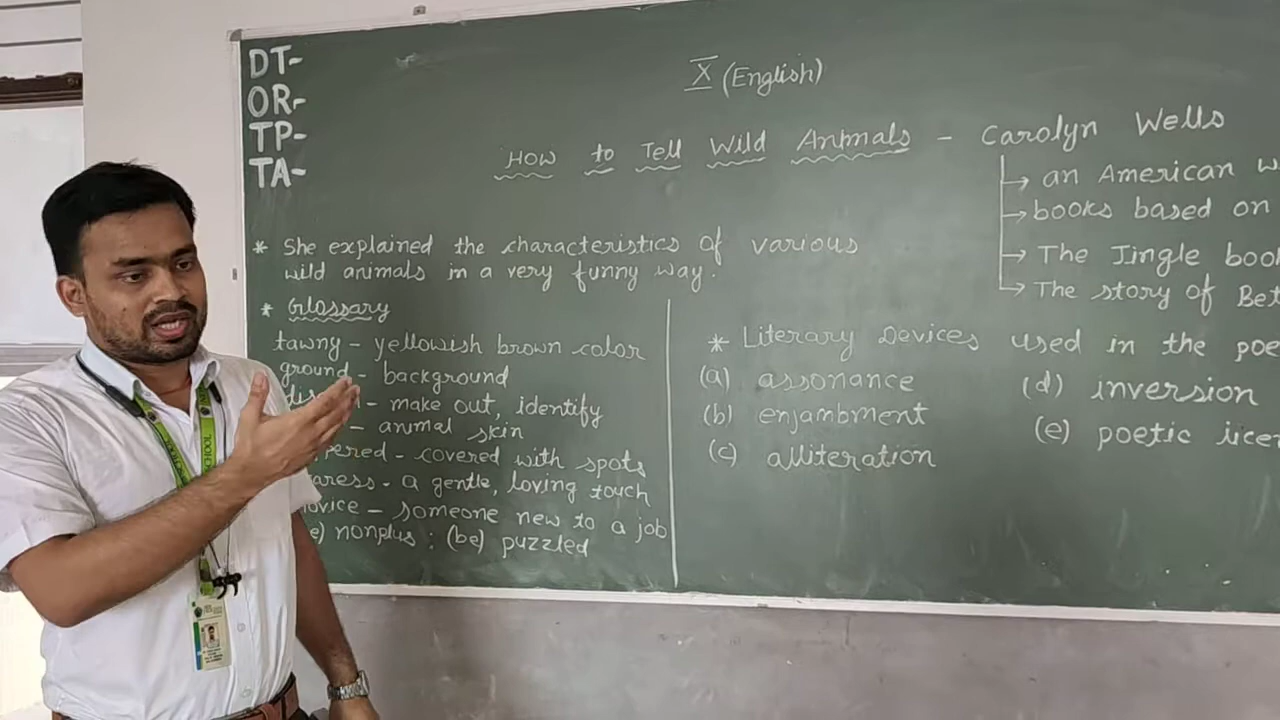 DT-
OR-
TP-
TA-
X (English)
How to Tell Wild Animals - Carolyn Wells
→ an American
→ books based on
→ The Jingle
→ The story of
* She explained the characteristics of various
wild animals in a very funny way.
* Glossary
tawny - yellowish brown color
ground - background
- make out, identify
- animal skin
- covered with spots
- a gentle, loving touch
- someone new to a job
nonplus : (be) puzzled
* Literary Devices used in the
(a) assonance
(b) enjambment
(c) alliteration
(d) inversion
(e) poetic